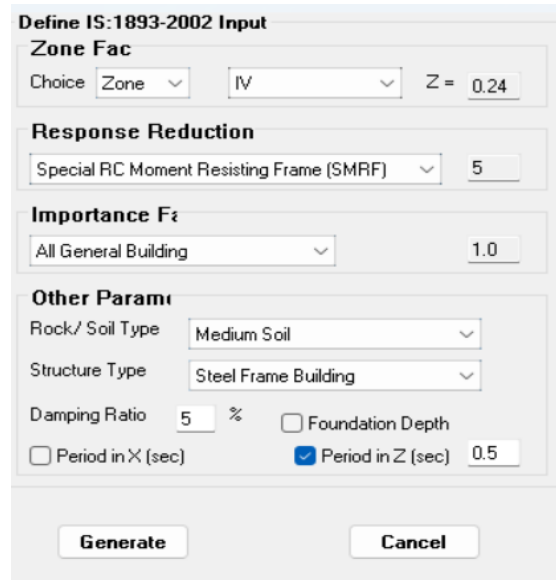 Define IS:1893-2002 Input
Zone Fac
Choice Zone IV Z = 0.24
Response Reduction
Special RC Moment Resisting Frame (SMRF) 5
Importance Fa
All General Building 1.0
Other Parame
Rock/ Soil Type Medium Soil
Structure Type Steel Frame Building
Damping Ratio 5 % Foundation Depth
Period in X (sec) Period in Z (sec) 0.5
Generate Cancel